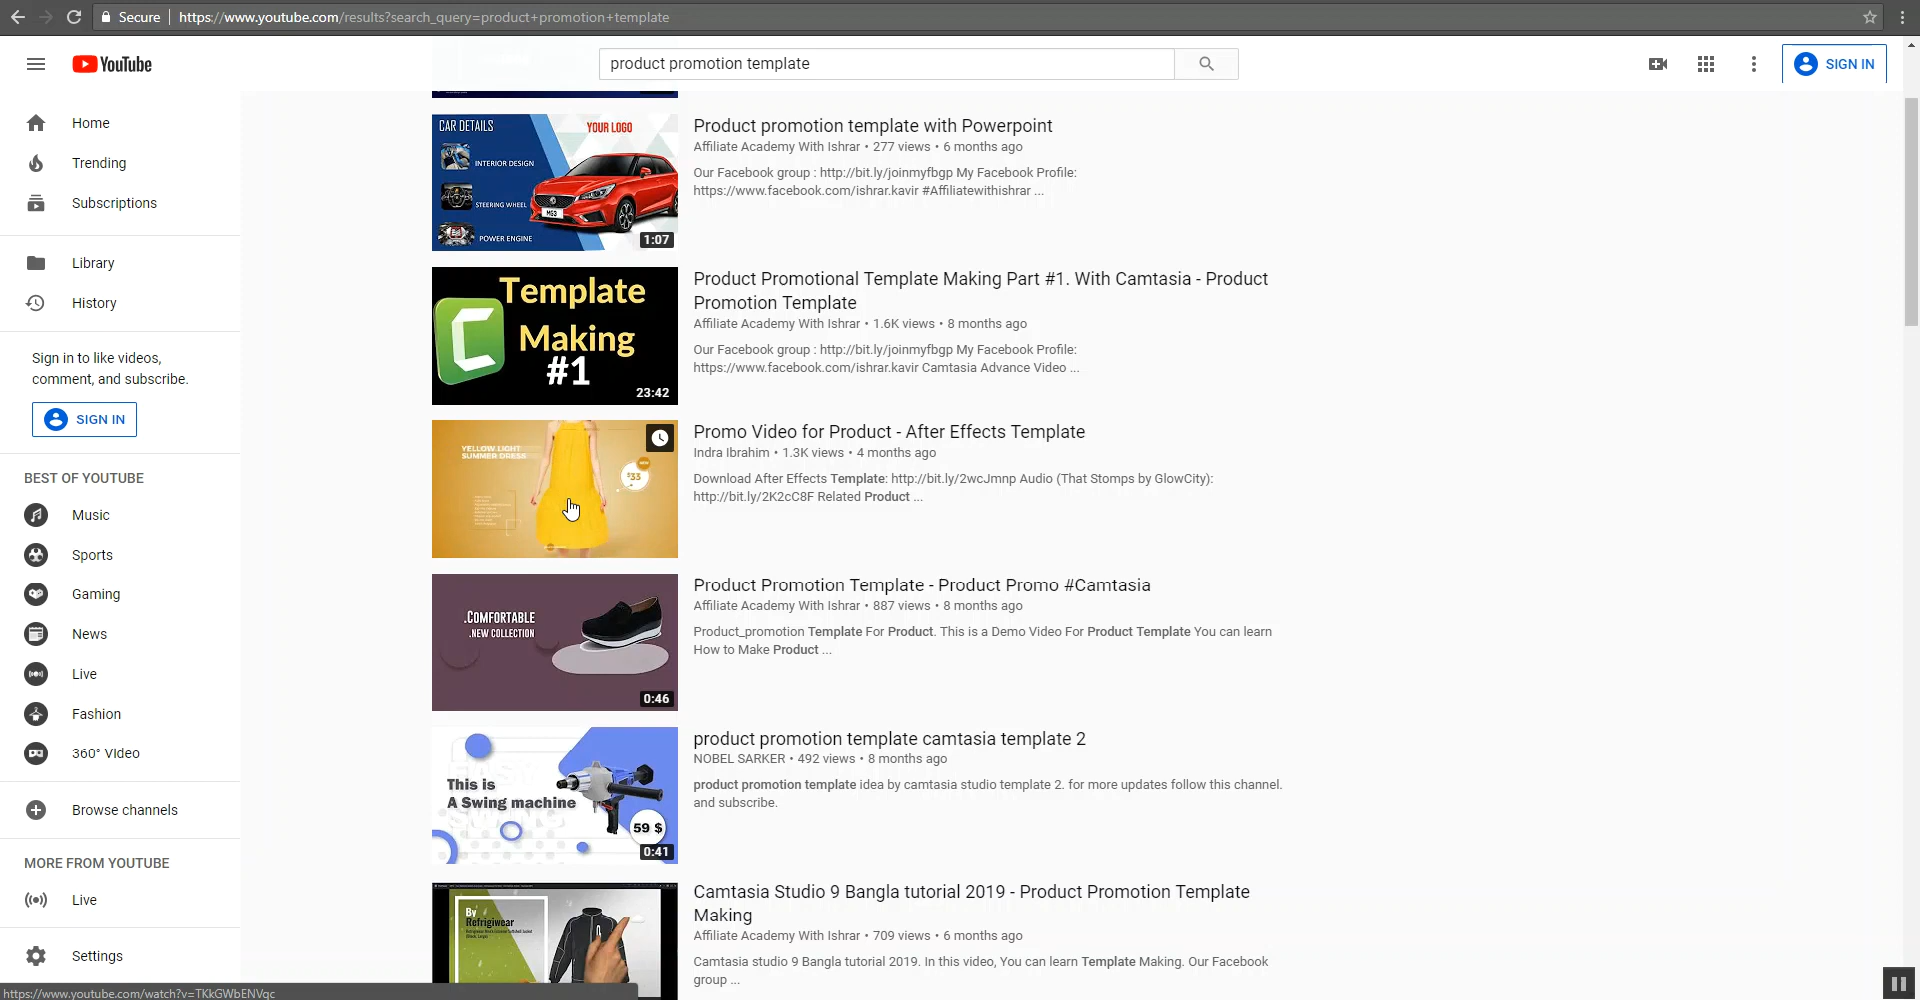 Secure | https://www.youtube.com/results?search_query=product+promotion+template
YouTube
product promotion template
SIGN IN
Home
Trending
Subscriptions
Library
History
Sign in to like videos,
comment, and subscribe.
SIGN IN
BEST OF YOUTUBE
Music
Sports
Gaming
News
Live
Fashion
360° Video
Browse channels
MORE FROM YOUTUBE
Live
Settings
CAR DETAILS
YOUR LOGO
INTERIOR DESIGN
STEERING WHEEL
MG3
POWER ENGINE
1:07
Product promotion template with Powerpoint
Affiliate Academy With Ishrar • 277 views • 6 months ago
Our Facebook group : http://bit.ly/joinmyfbgp My Facebook Profile:
https://www.facebook.com/ishrar.kavir #Affiliatewithishrar ...
Template
Making
#1
23:42
Product Promotional Template Making Part #1. With Camtasia - Product
Promotion Template
Affiliate Academy With Ishrar • 1.6K views • 8 months ago
Our Facebook group : http://bit.ly/joinmyfbgp My Facebook Profile:
https://www.facebook.com/ishrar.kavir Camtasia Advance Video ...
YELLOW LIGHT
SUMMER DRESS
$33
Promo Video for Product - After Effects Template
Indra Ibrahim • 1.3K views • 4 months ago
Download After Effects Template: http://bit.ly/2wcJmnp Audio (That Stomps by GlowCity):
http://bit.ly/2K2cC8F Related Product ...
.COMFORTABLE
.NEW COLLECTION
0:46
Product Promotion Template - Product Promo #Camtasia
Affiliate Academy With Ishrar • 887 views • 8 months ago
Product_promotion Template For Product. This is a Demo Video For Product Template You can learn
How to Make Product ...
This is
A Swing machine
59 $
0:41
product promotion template camtasia template 2
NOBEL SARKER • 492 views • 8 months ago
product promotion template idea by camtasia studio template 2. for more updates follow this channel.
and subscribe.
By
Refrigiwear
Camtasia Studio 9 Bangla tutorial 2019 - Product Promotion Template
Making
Affiliate Academy With Ishrar • 709 views • 6 months ago
Camtasia studio 9 Bangla tutorial 2019. In this video, You can learn Template Making. Our Facebook
group ...
https://www.youtube.com/watch?v=TKkGWbENVqc